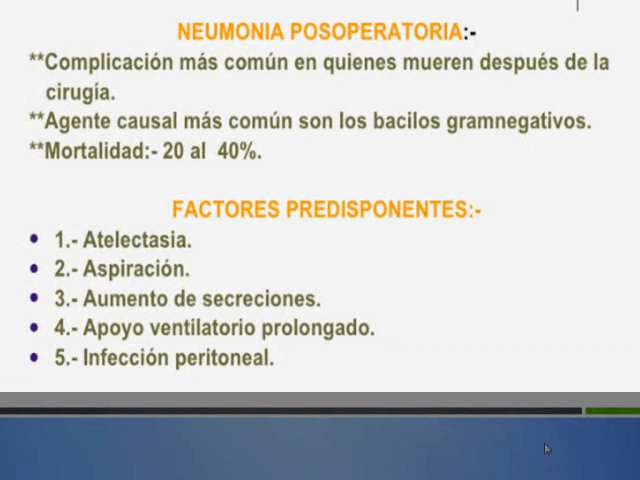 NEUMONIA POSOPERATORIA:-
**Complicación más común en quienes mueren después de la
cirugía.
**Agente causal más común son los bacilos gramnegativos.
**Mortalidad:- 20 al 40%.
FACTORES PREDISPONENTES:-
• 1.- Atelectasia.
• 2.- Aspiración.
• 3.- Aumento de secreciones.
• 4.- Apoyo ventilatorio prolongado.
• 5.- Infección peritoneal.